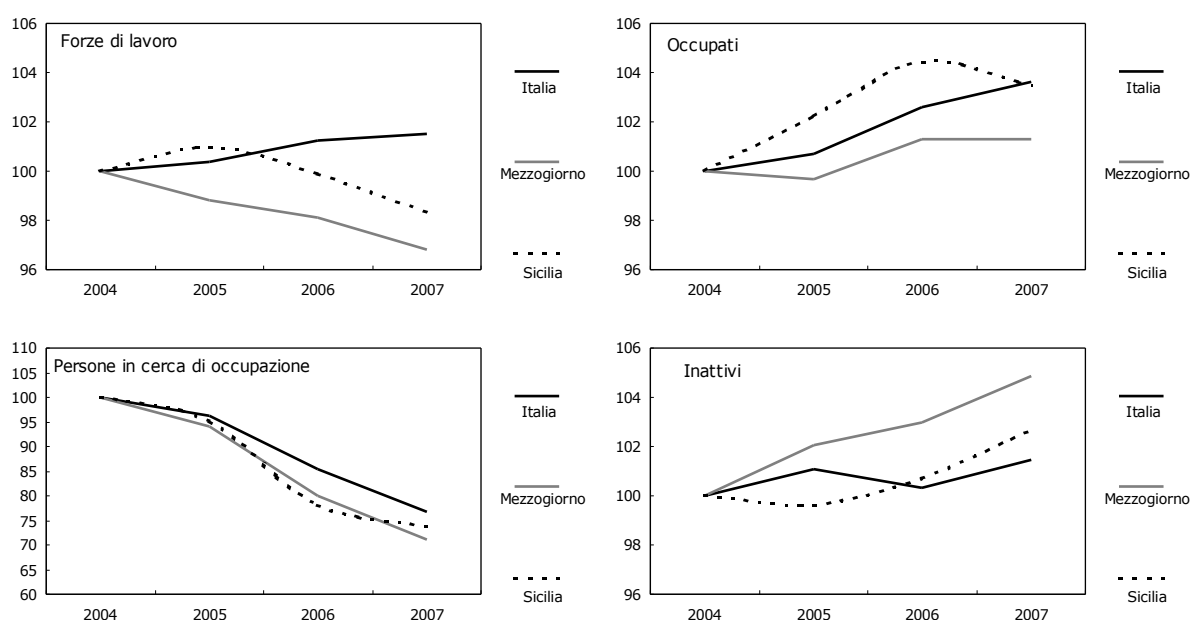 Forze di lavoro
106
104
102
100
98
96
2004 2005 2006 2007
Italia
Mezzogiorno
Sicilia
Occupati
106
104
102
100
98
96
2004 2005 2006 2007
Italia
Mezzogiorno
Sicilia
Persone in cerca di occupazione
110
105
100
95
90
85
80
75
70
65
60
2004 2005 2006 2007
Italia
Mezzogiorno
Sicilia
Inattivi
106
104
102
100
98
96
2004 2005 2006 2007
Italia
Mezzogiorno
Sicilia